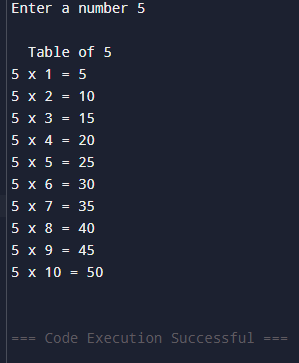 Enter a number 5
Table of 5
5 x 1 = 5
5 x 2 = 10
5 x 3 = 15
5 x 4 = 20
5 x 5 = 25
5 x 6 = 30
5 x 7 = 35
5 x 8 = 40
5 x 9 = 45
5 x 10 = 50
=== Code Execution Successful ===